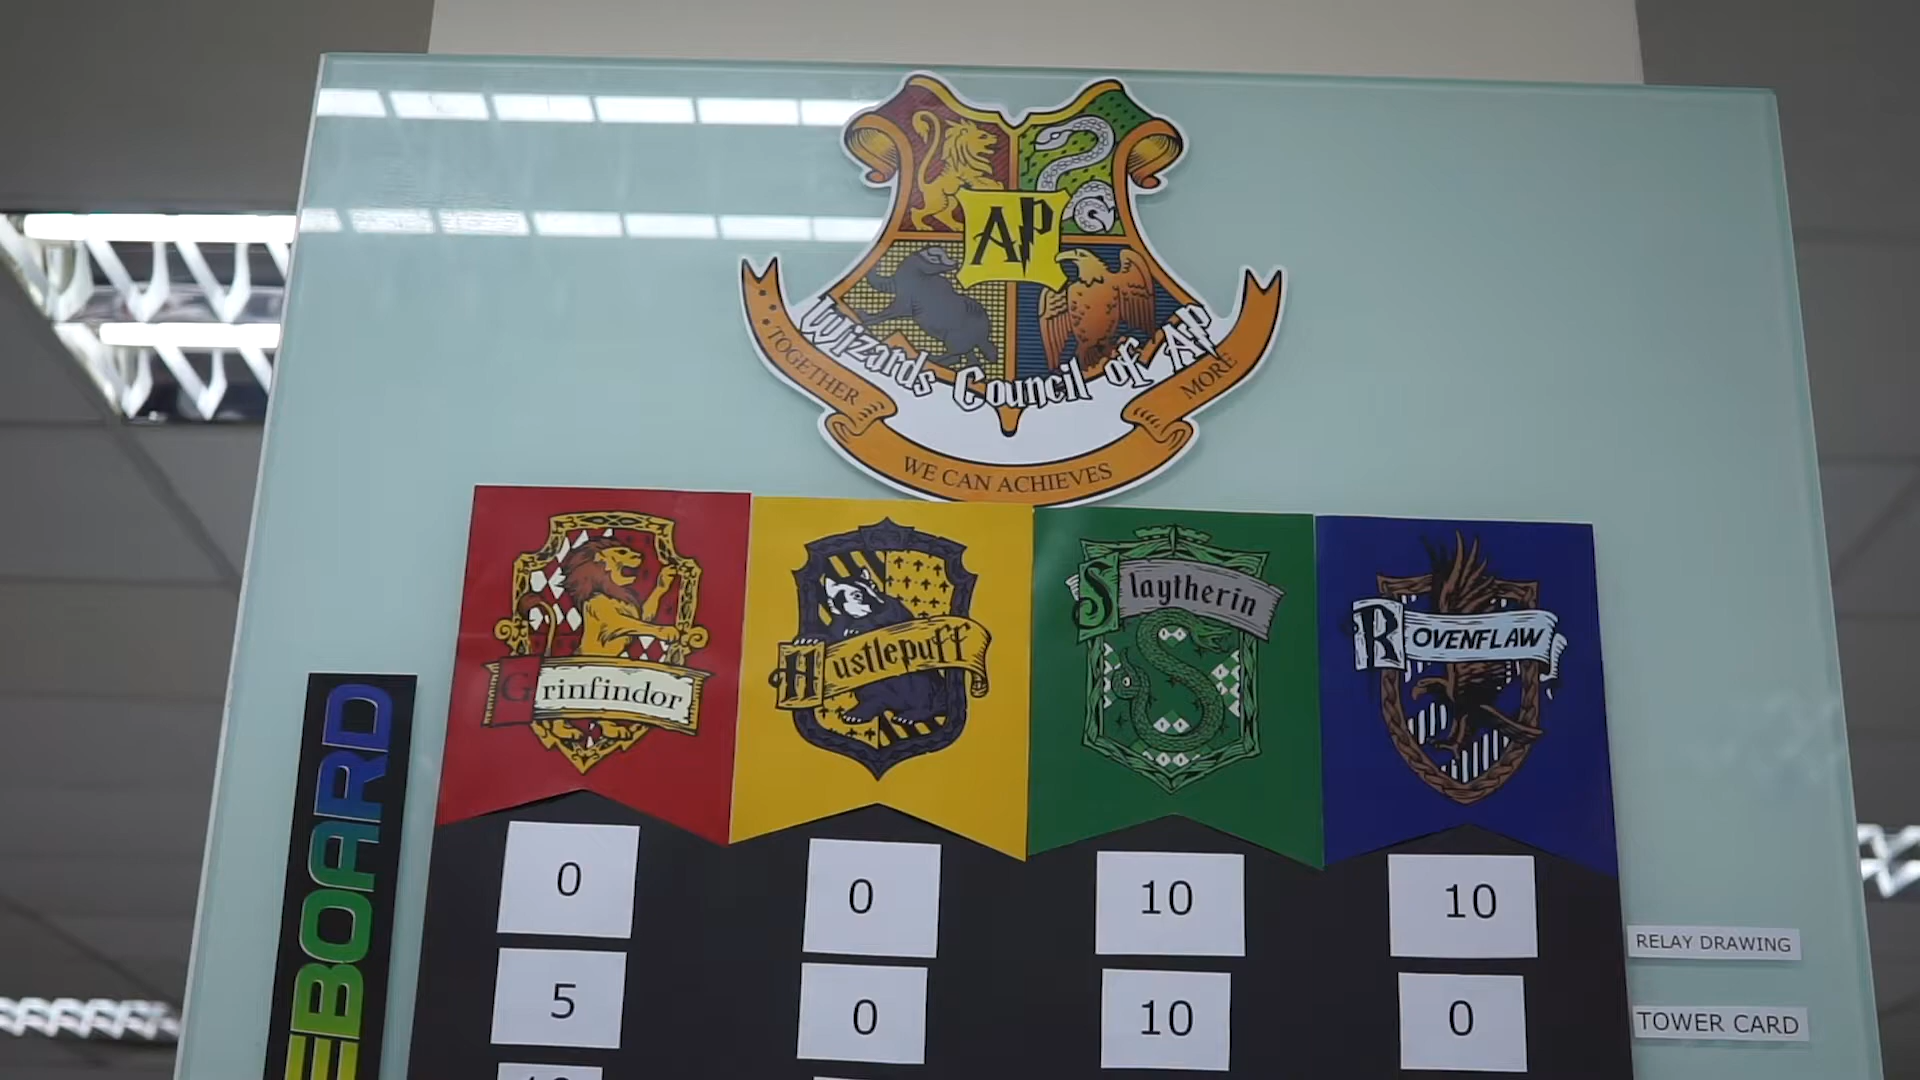 AP
Wizards Council of AP
TOGETHER
MORE
WE CAN ACHIEVES
Grinfindor
Hustlepuff
Slaytherin
ROVENFLAW
EBOARD
0
0
10
10
RELAY DRAWING
5
0
10
0
TOWER CARD